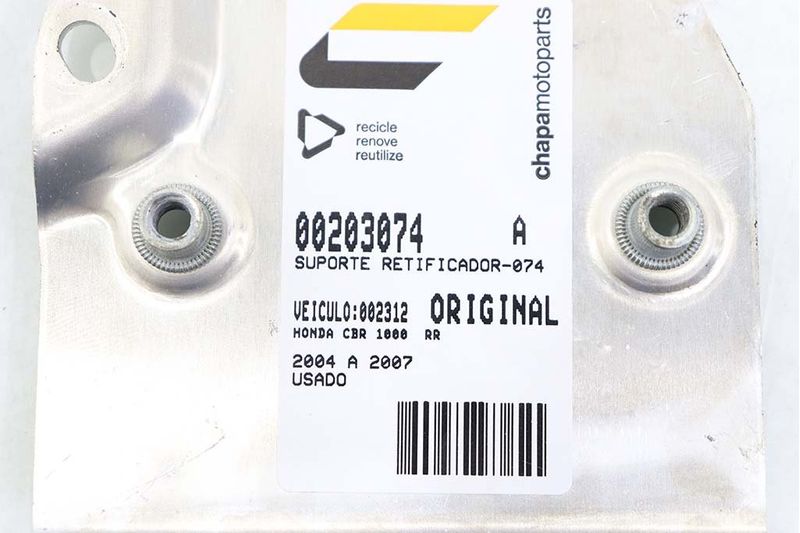 chapamotoparts
recicle
renove
reutilize
00203074 A
SUPORTE RETIFICADOR-074
VEICULO:002312 ORIGINAL
HONDA CBR 1000 RR
2004 A 2007
USADO